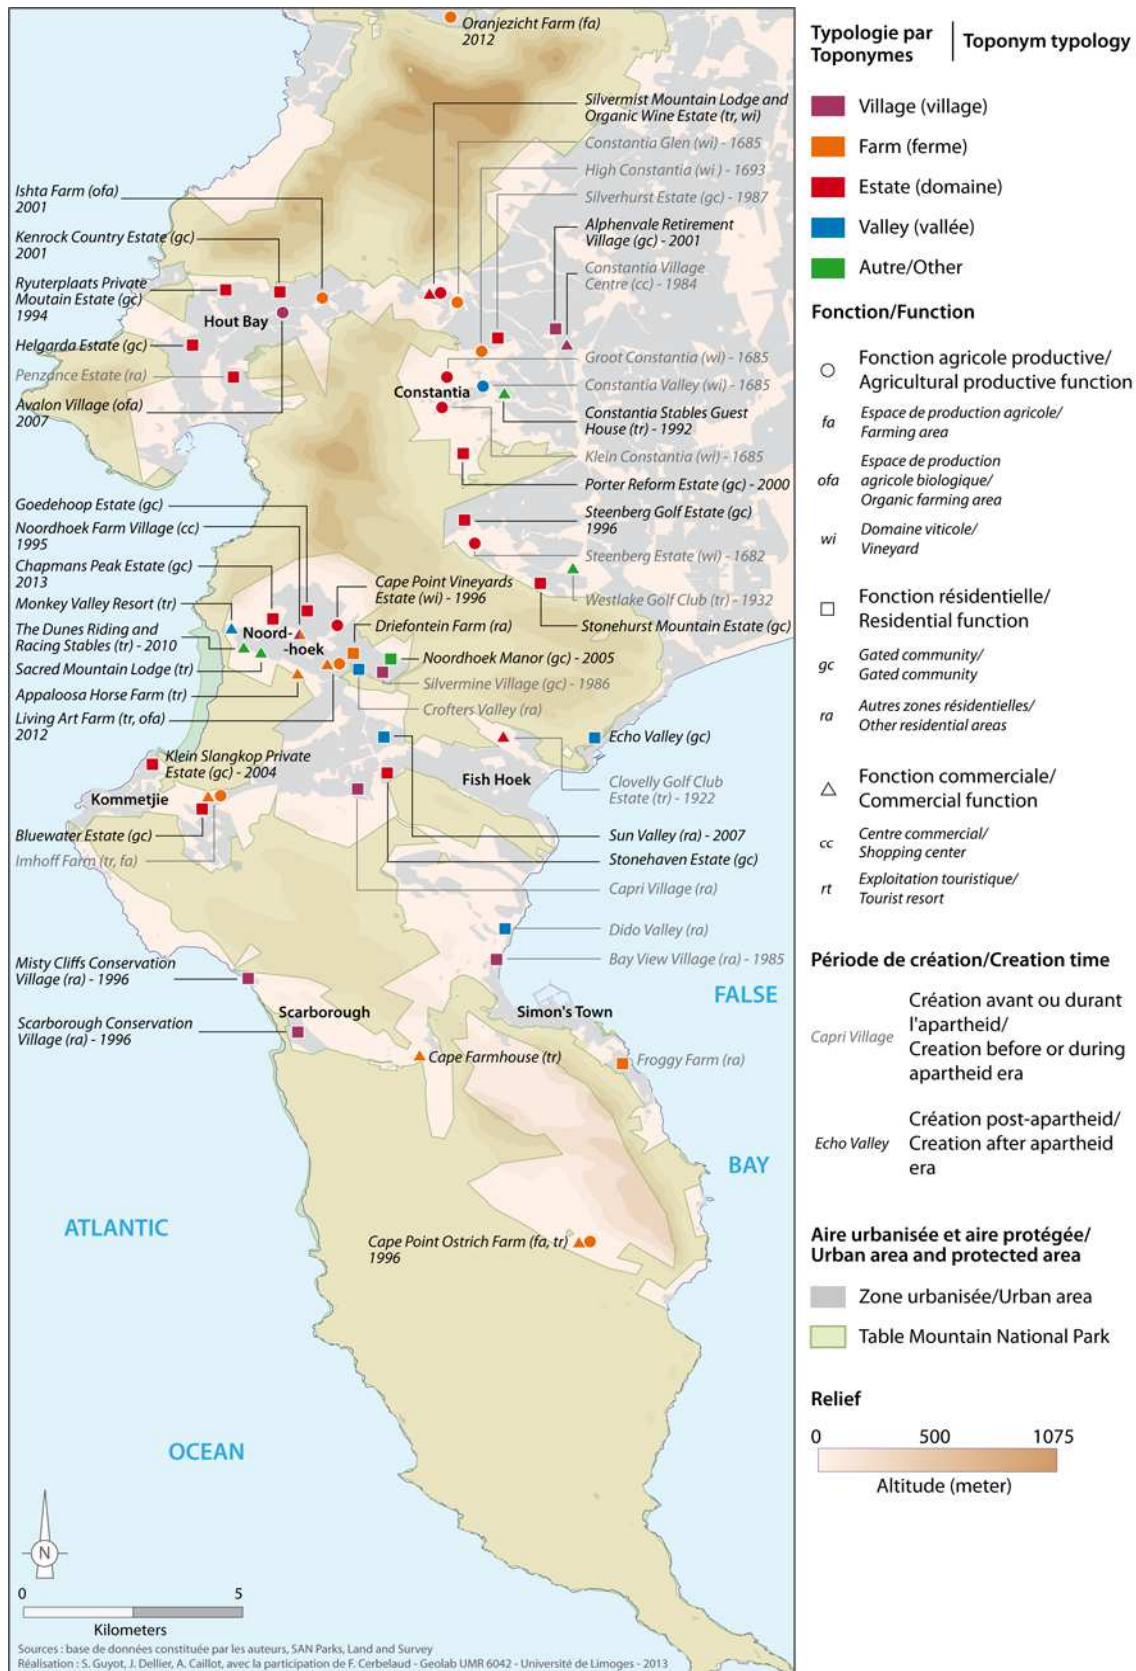 Oranjezicht Farm (fa)
2012
Silvermist Mountain Lodge and
Organic Wine Estate (tr, wi)
Constantia Glen (wi) - 1685
High Constantia (wi ) - 1693
Silverhurst Estate (gc) - 1987
Alphenvale Retirement
Village (gc) - 2001
Constantia Village
Centre (cc) - 1984
Ishta Farm (ofa)
2001
Kenrock Country Estate (gc)
2001
Ryuterplaats Private
Moutain Estate (gc)
1994
Hout Bay
Helgarda Estate (gc)
Penzance Estate (ra)
Avalon Village (ofa)
2007
Groot Constantia (wi) - 1685
Constantia
Constantia Valley (wi) - 1685
Constantia Stables Guest
House (tr) - 1992
Klein Constantia (wi) - 1685
Porter Reform Estate (gc) - 2000
Steenberg Golf Estate (gc)
1996
Steenberg Estate (wi) - 1682
Westlake Golf Club (tr) - 1932
Stonehurst Mountain Estate (gc)
Goedehoop Estate (gc)
Noordhoek Farm Village (cc)
1995
Chapmans Peak Estate (gc)
2013
Monkey Valley Resort (tr)
The Dunes Riding and
Racing Stables (tr) - 2010
Sacred Mountain Lodge (tr)
Appaloosa Horse Farm (tr)
Living Art Farm (tr, ofa)
2012
Noord-
-hoek
Cape Point Vineyards
Estate (wi) - 1996
Driefontein Farm (ra)
Noordhoek Manor (gc) - 2005
Silvermine Village (gc) - 1986
Crofters Valley (ra)
Echo Valley (gc)
Klein Slangkop Private
Estate (gc) - 2004
Kommetjie
Fish Hoek
Clovelly Golf Club
Estate (tr) - 1922
Bluewater Estate (gc)
Imhoff Farm (tr, fa)
Sun Valley (ra) - 2007
Stonehaven Estate (gc)
Capri Village (ra)
Dido Valley (ra)
Bay View Village (ra) - 1985
Misty Cliffs Conservation
Village (ra) - 1996
Scarborough
Simon's Town
Scarborough Conservation
Village (ra) - 1996
Cape Farmhouse (tr)
Froggy Farm (ra)
FALSE
BAY
ATLANTIC
Cape Point Ostrich Farm (fa, tr)
1996
OCEAN
N
0 5
Kilometers
Sources : base de données constituée par les auteurs, SAN Parks, Land and Survey
Réalisation : S. Guyot, J. Dellier, A. Caillot, avec la participation de F. Cerbelaud - Geolab UMR 6042 - Université de Limoges - 2013
Typologie par
Toponymes
Toponym typology
Village (village)
Farm (ferme)
Estate (domaine)
Valley (vallée)
Autre/Other
Fonction/Function
Fonction agricole productive/
Agricultural productive function
fa Espace de production agricole/
Farming area
ofa Espace de production
agricole biologique/
Organic farming area
wi Domaine viticole/
Vineyard
Fonction résidentielle/
Residential function
gc Gated community/
Gated community
ra Autres zones résidentielles/
Other residential areas
Fonction commerciale/
Commercial function
cc Centre commercial/
Shopping center
rt Exploitation touristique/
Tourist resort
Période de création/Creation time
Capri Village
Création avant ou durant
l'apartheid/
Creation before or during
apartheid era
Echo Valley
Création post-apartheid/
Creation after apartheid
era
Aire urbanisée et aire protégée/
Urban area and protected area
Zone urbanisée/Urban area
Table Mountain National Park
Relief
0 500 1075
Altitude (meter)